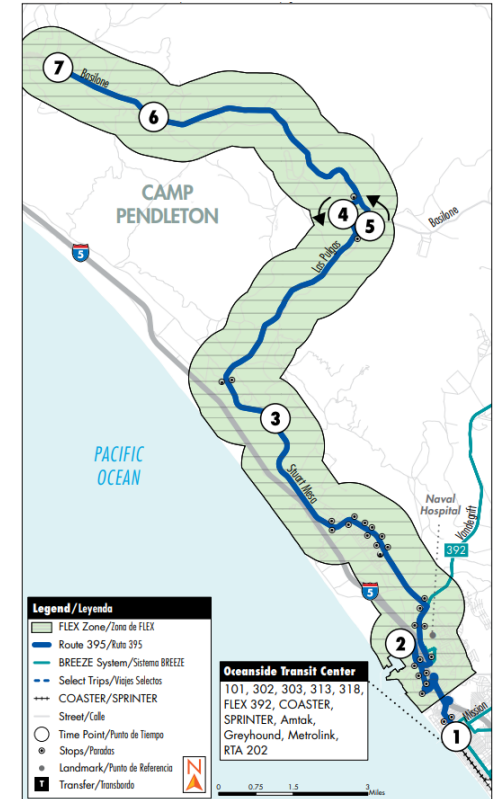 7
Basilone
6
CAMP
PENDLETON
4
5
Basilone
5
Las Pulgas
3
PACIFIC
OCEAN
Stuart Mesa
Naval
Hospital
Vandegrift
392
5
2
Legend/Leyenda
FLEX Zone/Zona de FLEX
Route 395/Ruta 395
BREEZE System/Sistema BREEZE
Select Trips/Viajes Selectos
COASTER/SPRINTER
Street/Calle
Time Point/Punto de Tiempo
Stops/Paradas
Landmark/Punto de Referencia
T Transfer/Transbordo
N
Oceanside Transit Center
101, 302, 303, 313, 318,
FLEX 392, COASTER,
SPRINTER, Amtak,
Greyhound, Metrolink,
RTA 202
Mission
1
0 0.75 1.5 3
Miles